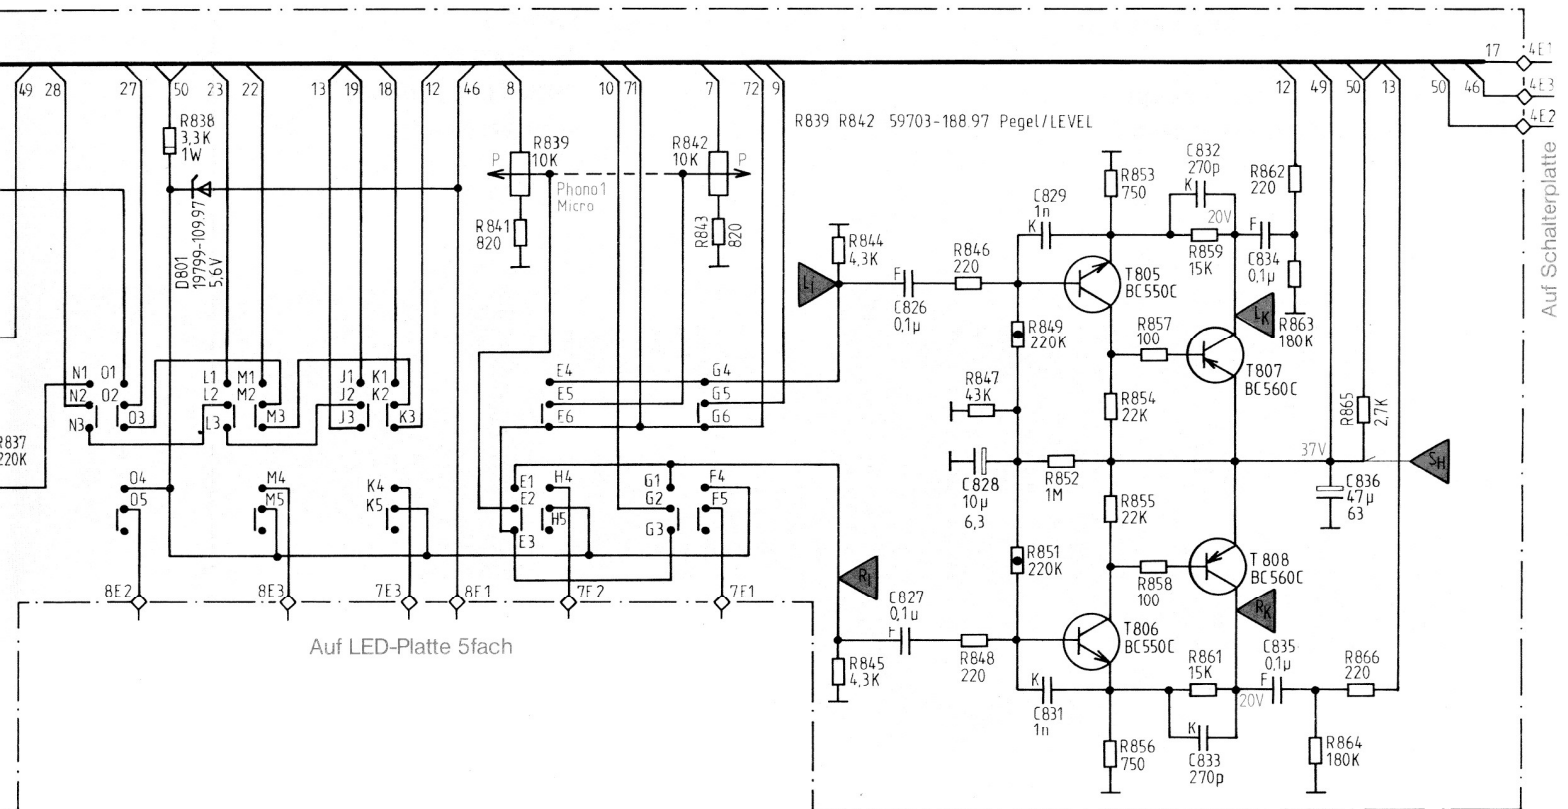 17 4E1
49 28 27 50 23 22 13 19 18 12 46 8 10 71 7 72 9 12 49 50 13 50 46 4E3
4E2
R838
3,3K
1W
D801
19799-109.97
5,6V
R839
10K
P
R842
10K
P
Phono1
Micro
R841
820
R843
820
R839 R842 59703-188.97 Pegel/LEVEL
Auf Schalterplatte
R844
4,3K
LI
C826
0,1µ
F
R846
220
C829
1n
K
R853
750
C832
270p
K
20V
R859
15K
F
C834
0,1µ
R862
220
R863
180K
T805
BC550C
LK
R849
220K
R857
100
T807
BC560C
R847
43K
R854
22K
R865
2,7K
37V
SH
C828
10µ
6,3
R852
1M
C836
47µ
63
R855
22K
R851
220K
R858
100
T808
BC560C
RK
RI
C827
0,1µ
F
R848
220
T806
BC550C
R845
4,3K
K
C831
1n
R861
15K
20V
C835
0,1µ
F
R866
220
R856
750
K
C833
270p
R864
180K
N1 O1 L1 M1 J1 K1
N2 O2 L2 M2 J2 K2
N3 O3 L3 M3 J3 K3
E4 G4
E5 G5
E6 G6
R837
220K
O4 M4 K4 E1 H4 G1 F4
O5 M5 K5 E2 H5 G2 F5
E3 G3
8E2 8E3 7E3 8F1 7F2 7F1
Auf LED-Platte 5fach